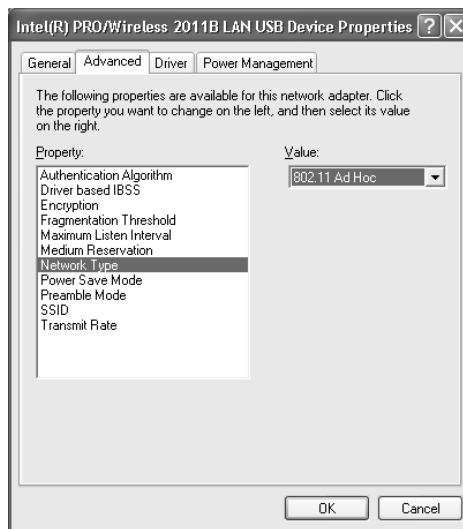 Intel(R) PRO/Wireless 2011B LAN USB Device Properties
General Advanced Driver Power Management
The following properties are available for this network adapter. Click
the property you want to change on the left, and then select its value
on the right.
Property:
Value:
Authentication Algorithm
802.11 Ad Hoc
Driver based IBSS
Encryption
Fragmentation Threshold
Maximum Listen Interval
Medium Reservation
Network Type
Power Save Mode
Preamble Mode
SSID
Transmit Rate
OK Cancel